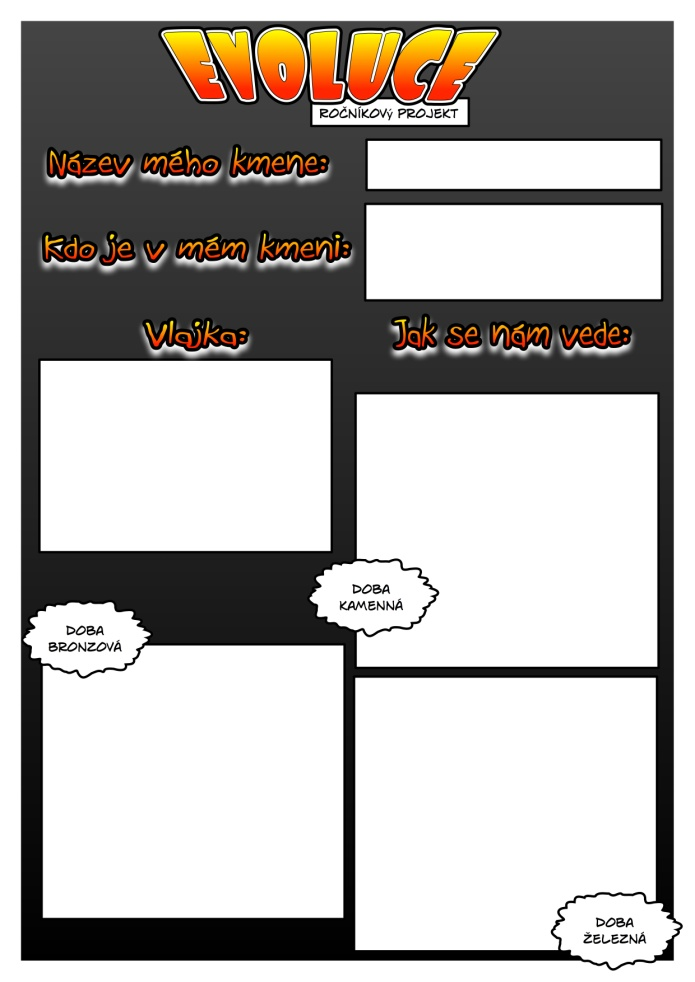 EVOLUCE
ROČNÍKOVý PROJEKT
Název mého kmene:
Kdo je v mém kmeni:
Vlajka:
Jak se nám vede:
DOBA
KAMENNÁ
DOBA
BRONZOVÁ
DOBA
ŽELEZNÁ